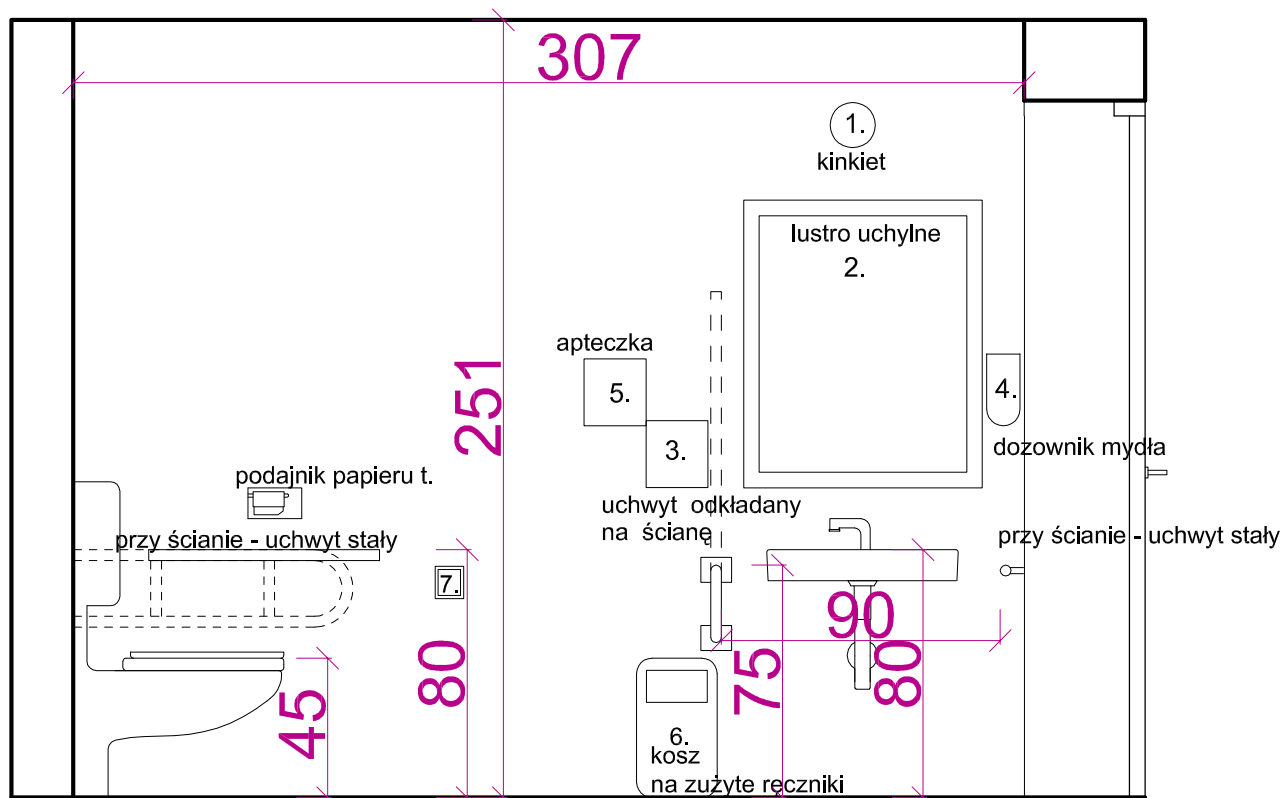 307
1.
kinkiet
lustro uchylne
2.
251
apteczka
5.
4.
3.
dozownik mydła
podajnik papieru t.
uchwyt odkładany
na ścianę
przy ścianie - uchwyt stały
przy ścianie - uchwyt stały
7.
90
80
75
80
45
6.
kosz
na zużyte ręczniki